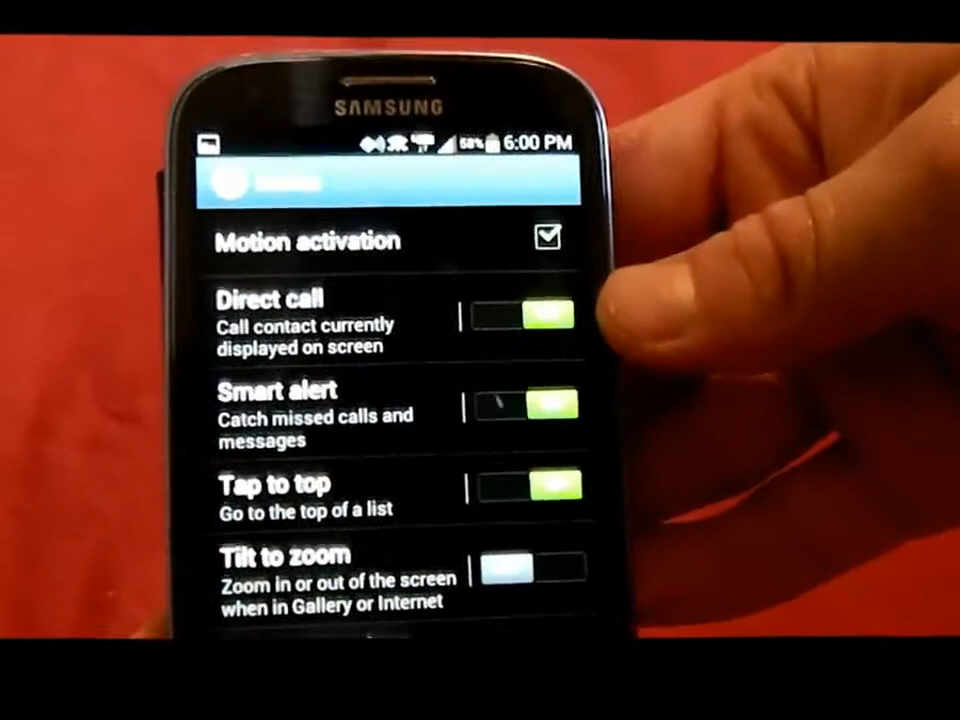 SAMSUNG
58% 6:00 PM
Motion activation
Direct call
Call contact currently
displayed on screen
Smart alert
Catch missed calls and
messages
Tap to top
Go to the top of a list
Tilt to zoom
Zoom in or out of the screen
when in Gallery or Internet